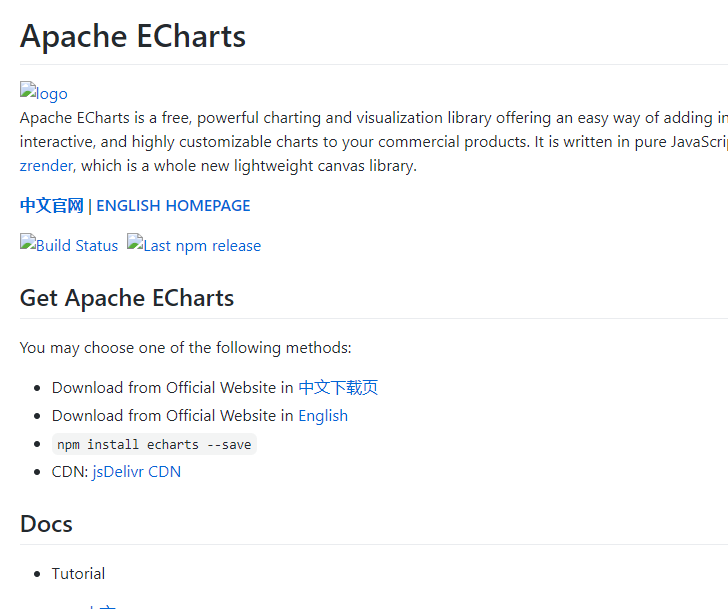 Apache ECharts
logo
Apache ECharts is a free, powerful charting and visualization library offering an easy way of adding
interactive, and highly customizable charts to your commercial products. It is written in pure
zrender, which is a whole new lightweight canvas library.
中文官网 | ENGLISH HOMEPAGE
Build Status Last npm release
Get Apache ECharts
You may choose one of the following methods:
Download from Official Website in 中文下载页
Download from Official Website in English
npm install echarts --save
CDN: jsDelivr CDN
Docs
Tutorial